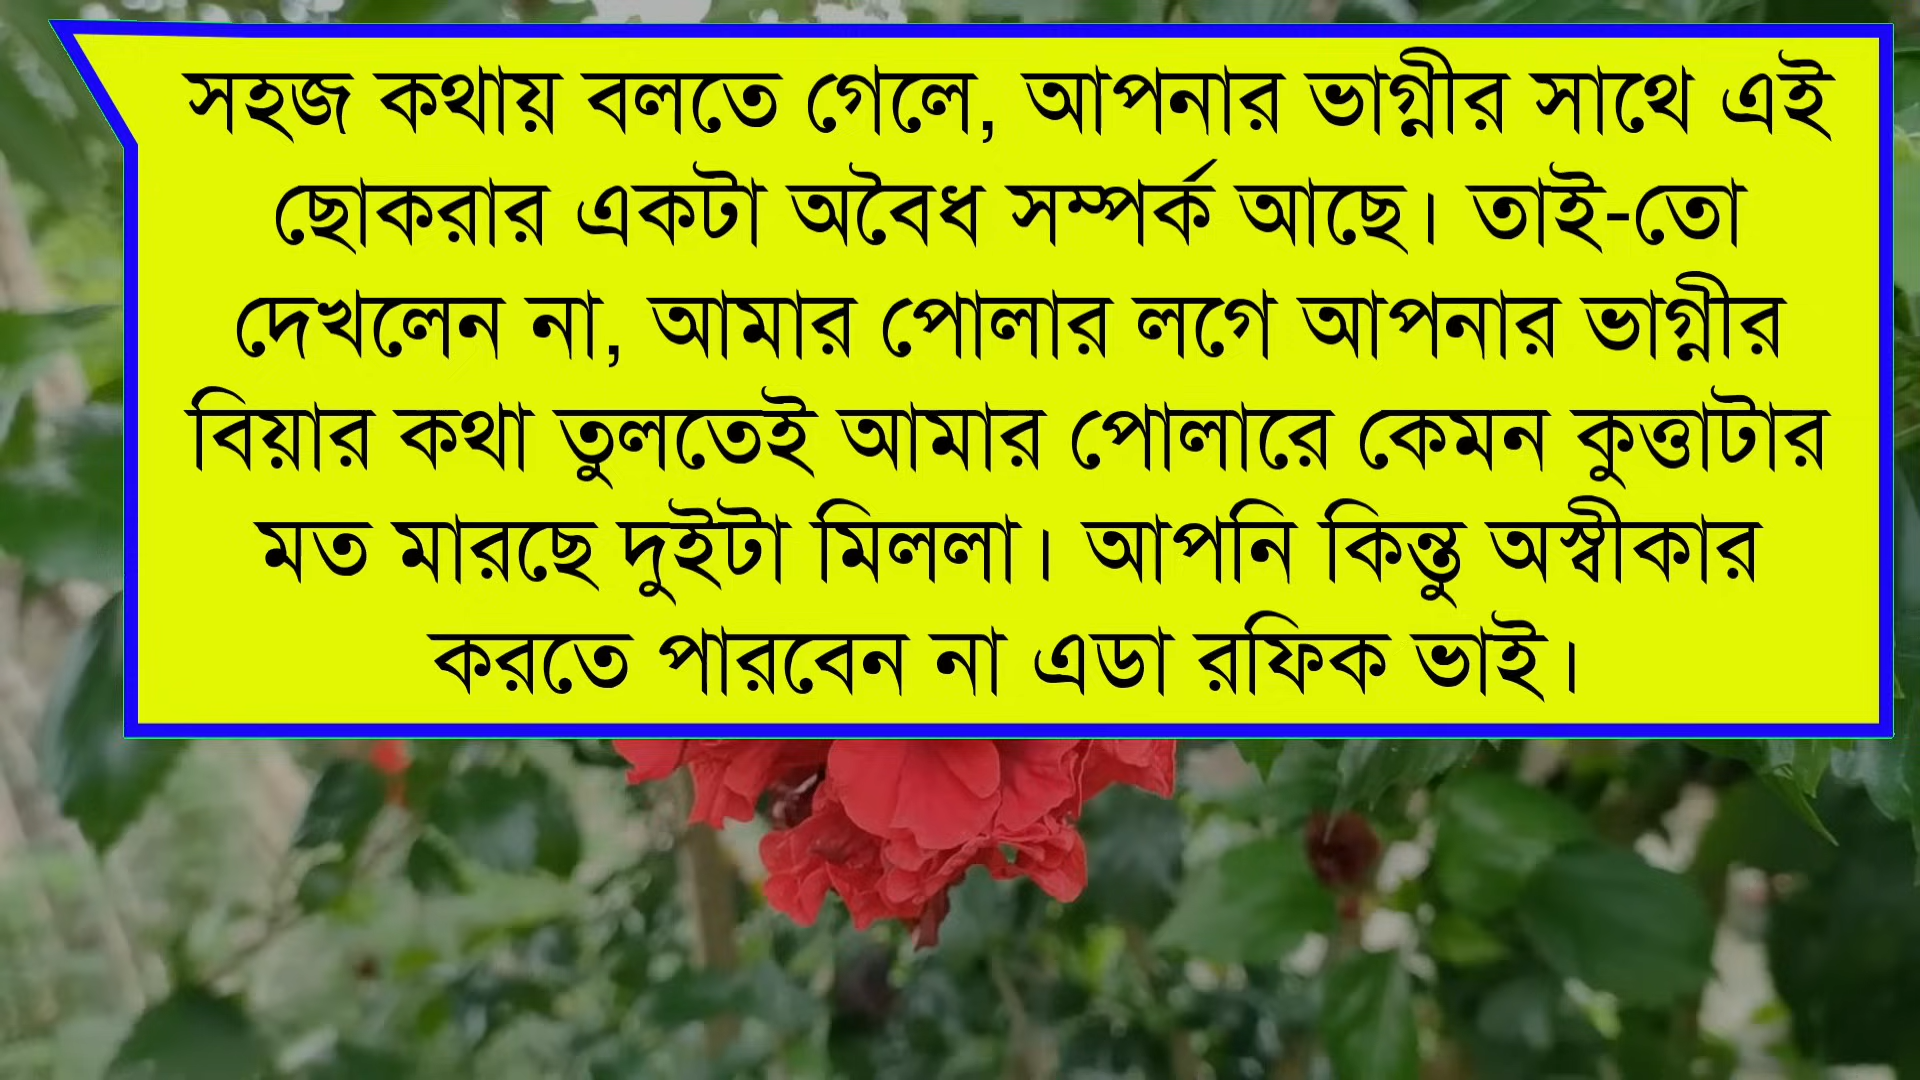 সহজ কথায় বলতে গেলে, আপনার ভাগ্নীর সাথে এই
ছোকরার একটা অবৈধ সম্পর্ক আছে। তাই-তো
দেখলেন না, আমার পোলার লগে আপনার ভাগ্নীর
বিয়ার কথা তুলতেই আমার পোলারে কেমন কুত্তাটার
মত মারছে দুইটা মিললা। আপনি কিন্তু অস্বীকার
করতে পারবেন না এডা রফিক ভাই।